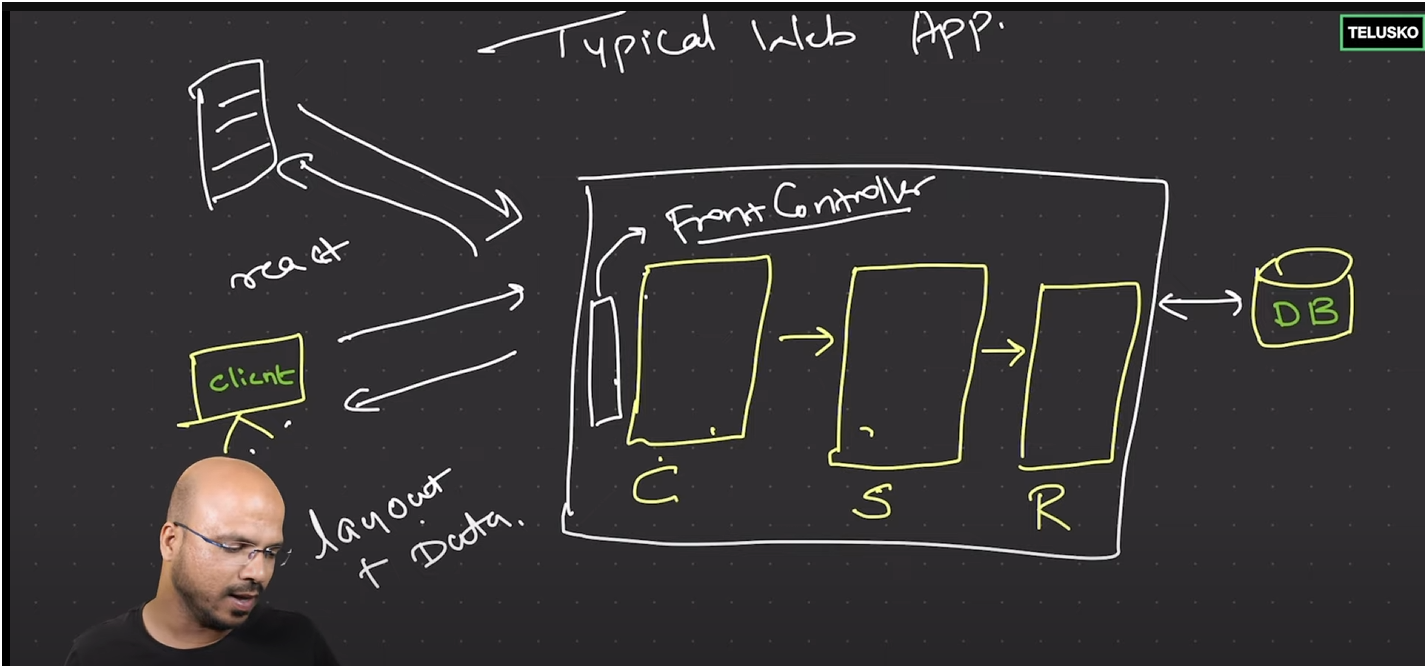 Typical Web App.
TELUSKO
Front Controller
react
DB
client
C
S
R
layout
+ Data.